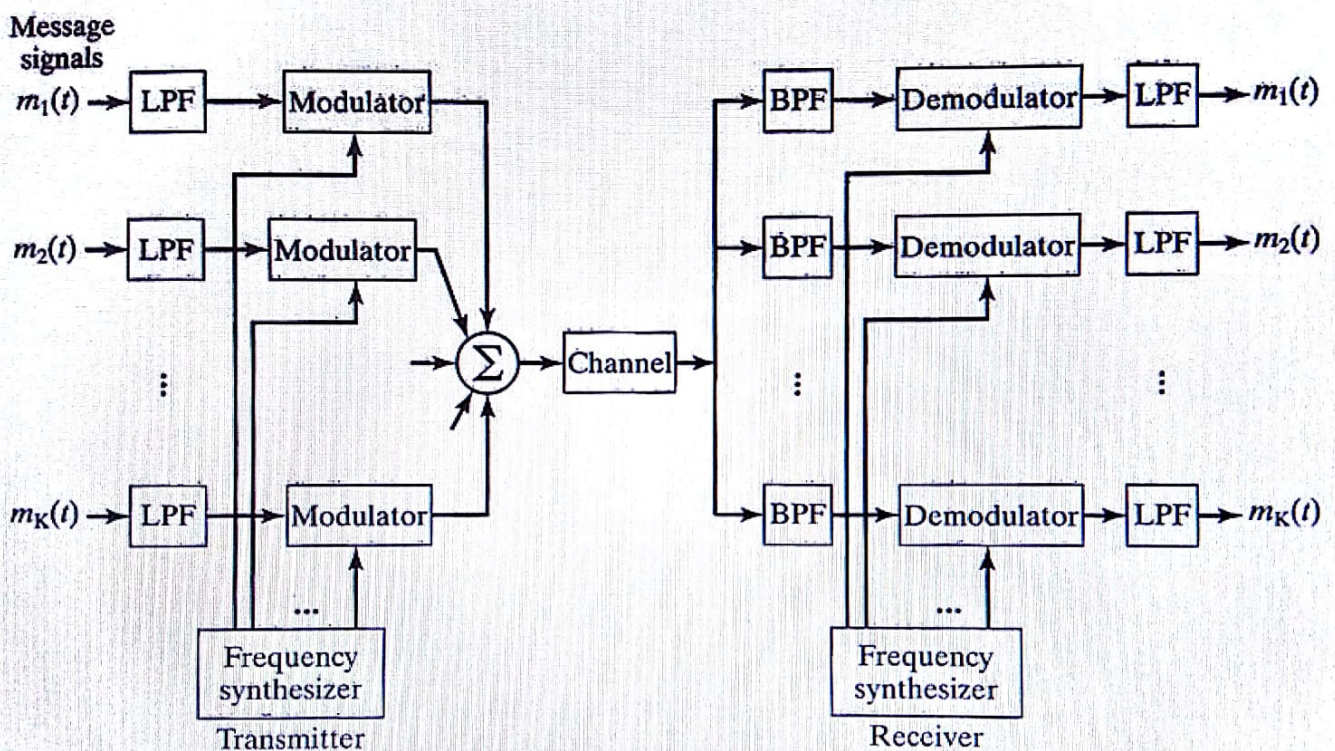 Message
signals
m₁(t) LPF Modulator BPF Demodulator LPF m₁(t)
m₂(t) LPF Modulator BPF Demodulator LPF m₂(t)
Σ Channel
... ... ...
m_K(t) LPF Modulator BPF Demodulator LPF m_K(t)
... ...
Frequency
synthesizer
Transmitter
Frequency
synthesizer
Receiver